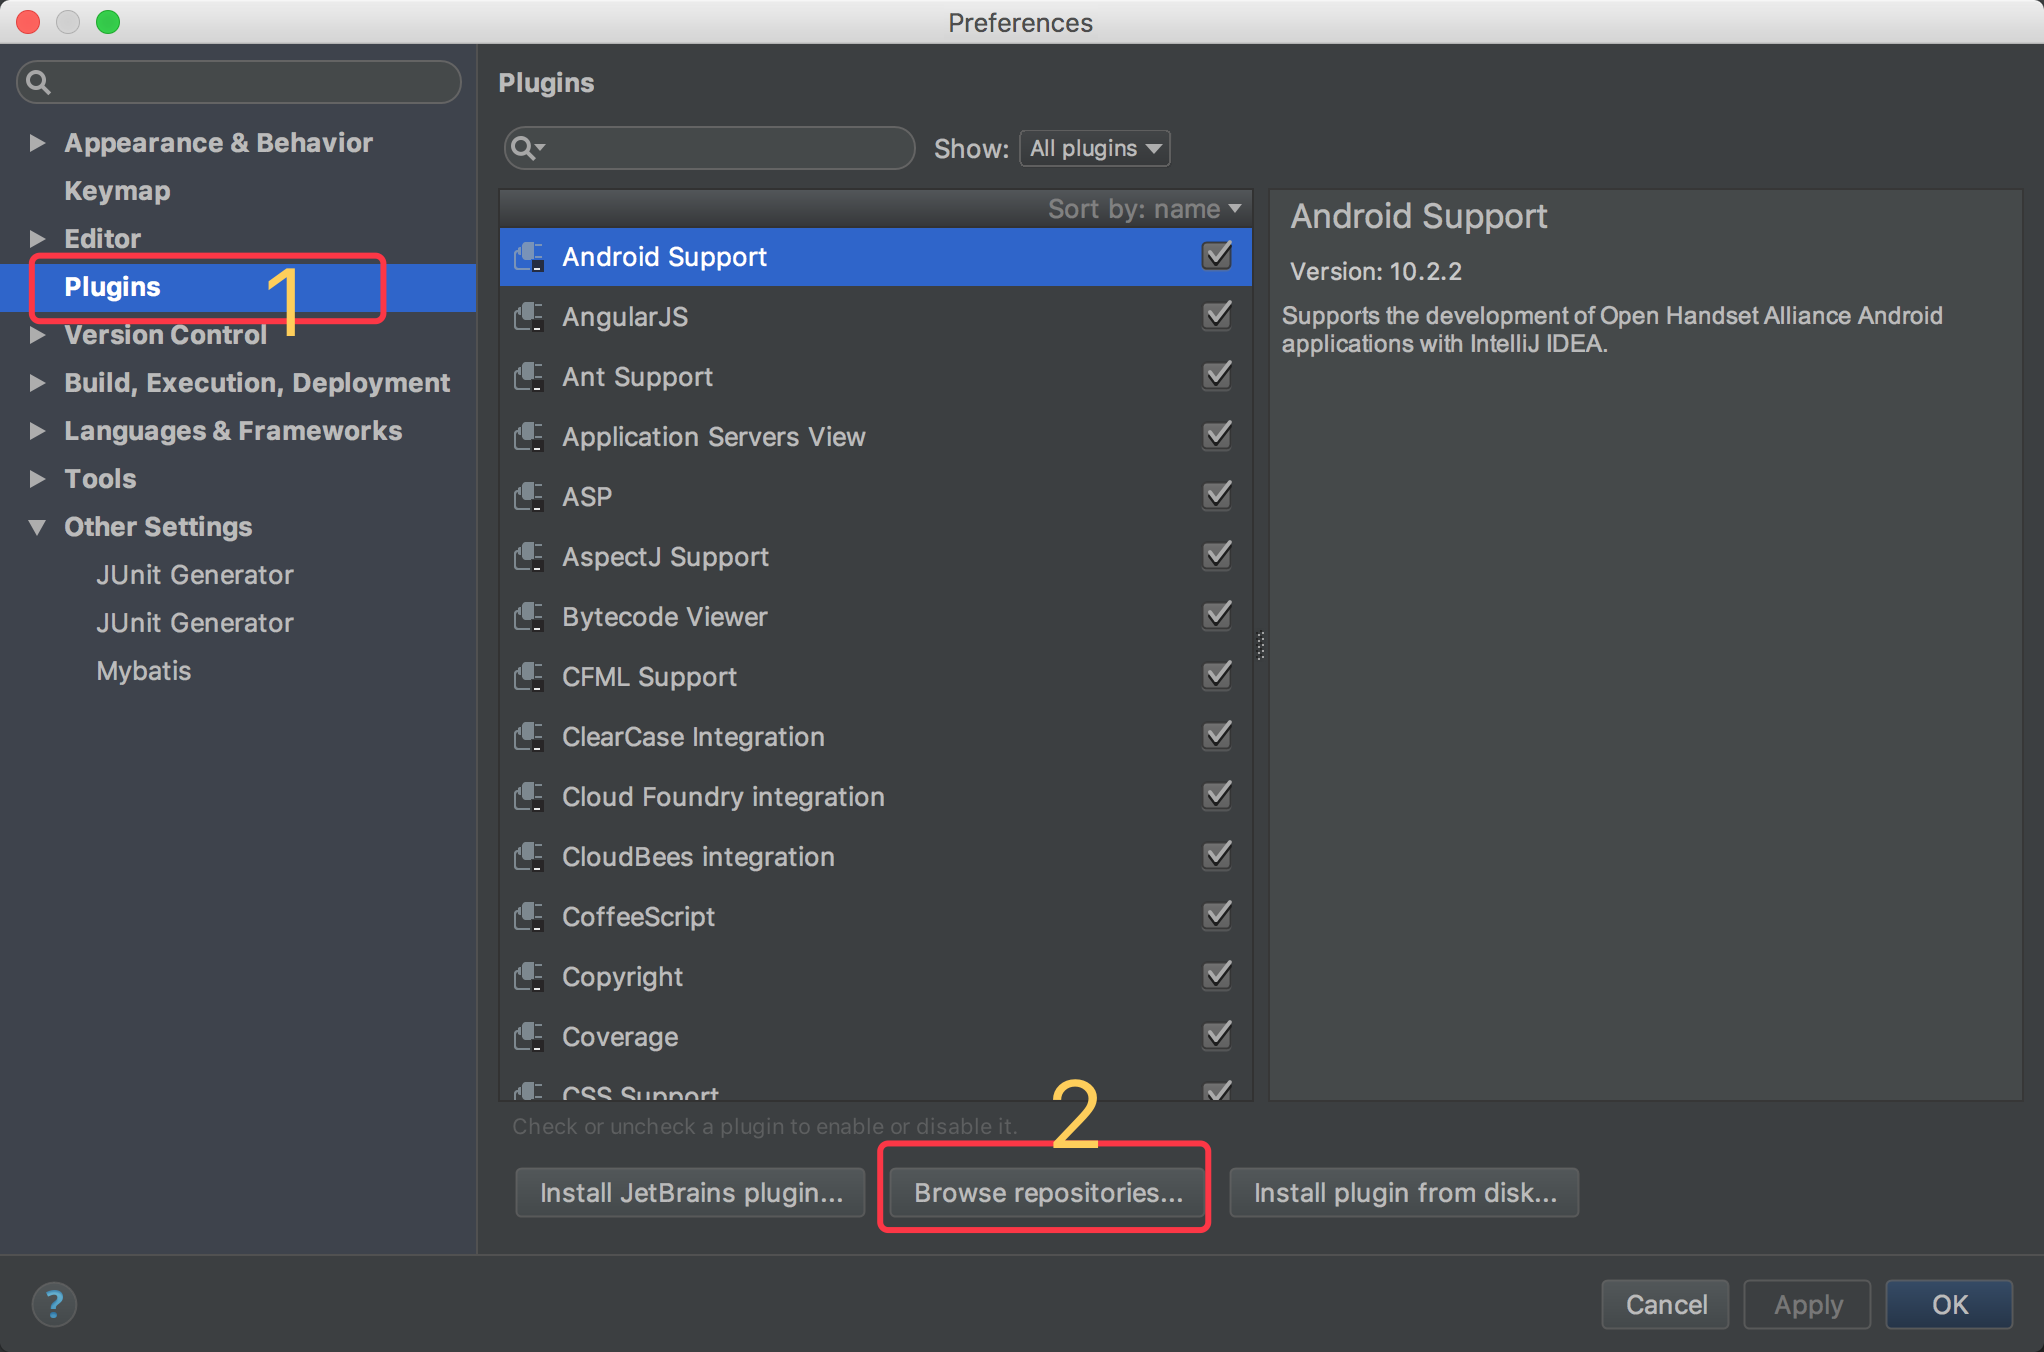 Preferences
Appearance & Behavior
Keymap
Editor
Plugins
1
Version Control
Build, Execution, Deployment
Languages & Frameworks
Tools
Other Settings
JUnit Generator
JUnit Generator
Mybatis
Plugins
Show: All plugins
Sort by: name
Android Support
AngularJS
Ant Support
Application Servers View
ASP
AspectJ Support
Bytecode Viewer
CFML Support
ClearCase Integration
Cloud Foundry integration
CloudBees integration
CoffeeScript
Copyright
Coverage
CSS Support
Android Support
Version: 10.2.2
Supports the development of Open Handset Alliance Android
applications with IntelliJ IDEA.
Check or uncheck a plugin to enable or disable it.
2
Install JetBrains plugin...
Browse repositories...
Install plugin from disk...
?
Cancel
Apply
OK